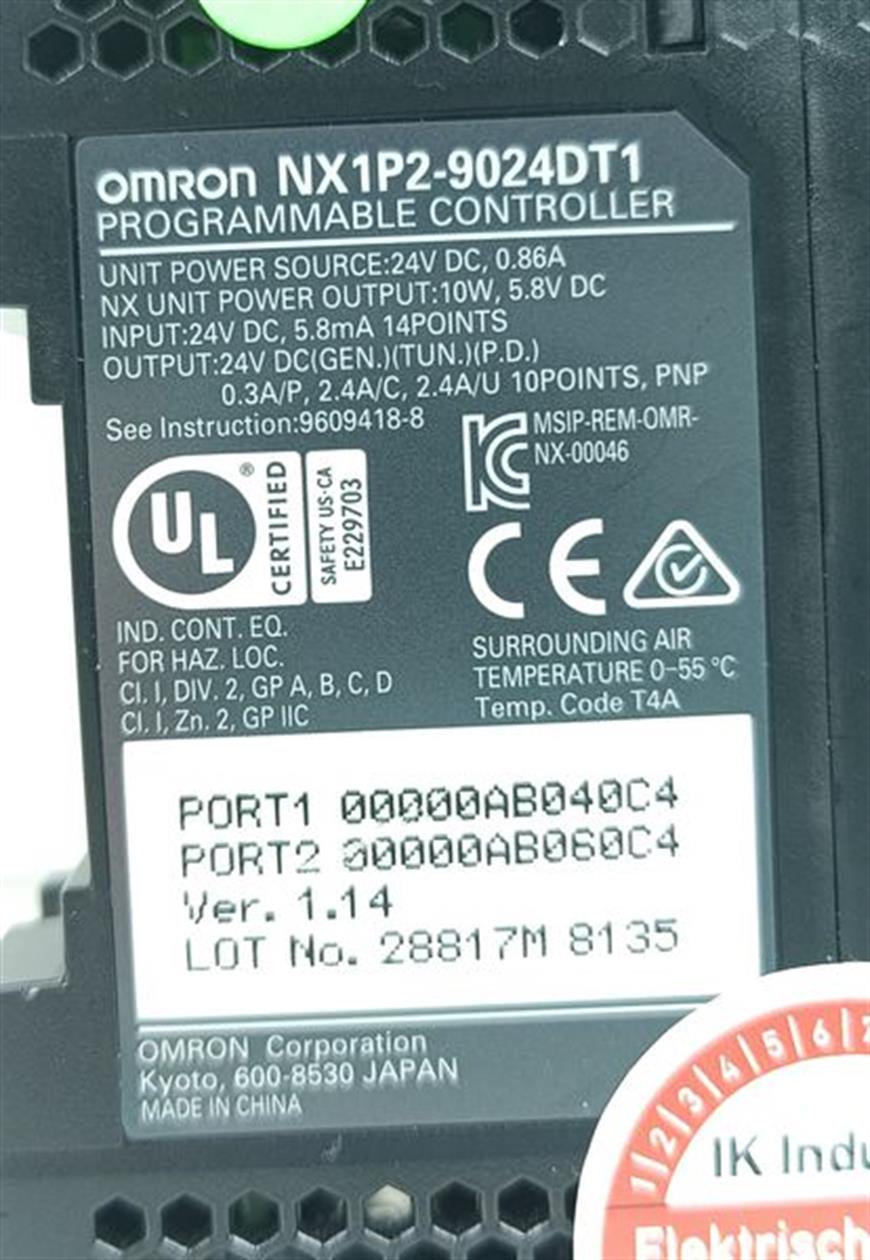 OMRON NX1P2-9024DT1
PROGRAMMABLE CONTROLLER
UNIT POWER SOURCE:24V DC, 0.86A
NX UNIT POWER OUTPUT:10W, 5.8V DC
INPUT:24V DC, 5.8mA 14POINTS
OUTPUT:24V DC(GEN.)(TUN.)(P.D.)
0.3A/P, 2.4A/C, 2.4A/U 10POINTS, PNP
See Instruction:9609418-8
MSIP-REM-OMR-
NX-00046
UL ® CERTIFIED
SAFETY US·CA
E229703
CE
IND. CONT. EQ.
FOR HAZ. LOC.
Cl. I, DIV. 2, GP A, B, C, D
Cl. I, Zn. 2, GP IIC
SURROUNDING AIR
TEMPERATURE 0–55 °C
Temp. Code T4A
PORT1 00000AB040C4
PORT2 00000AB060C4
Ver. 1.14
LOT No. 28817M 8135
OMRON Corporation
Kyoto, 600-8530 JAPAN
MADE IN CHINA
1 2 3 4 5 6 7
IK Indu
Elektrisch